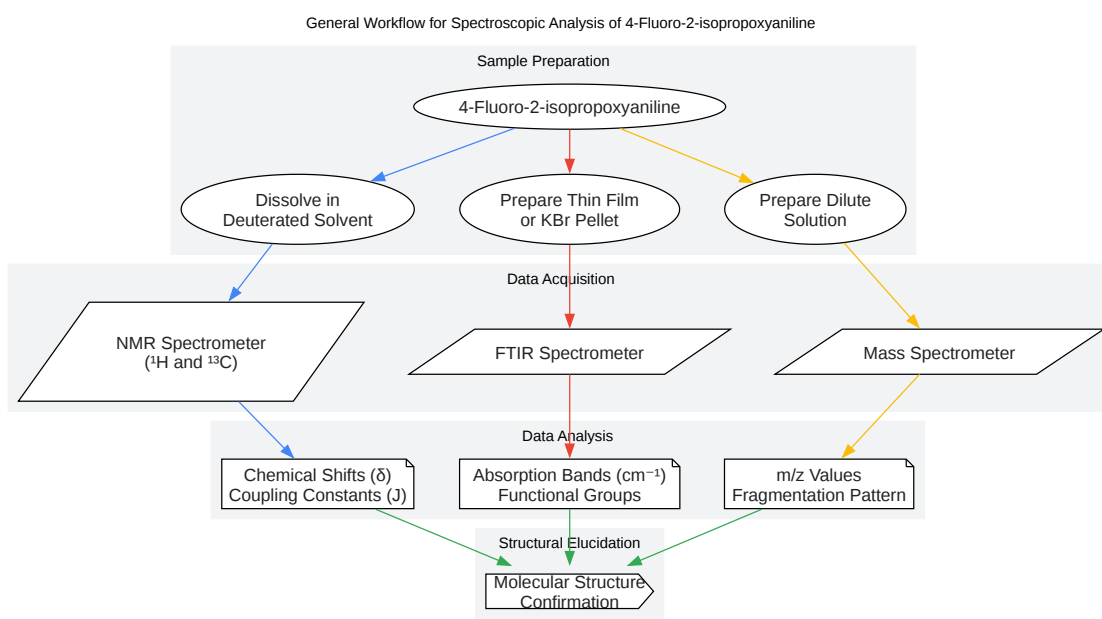 General Workflow for Spectroscopic Analysis of 4-Fluoro-2-isopropoxyaniline
Sample Preparation
4-Fluoro-2-isopropoxyaniline
Dissolve in
Deuterated Solvent
Prepare Thin Film
or KBr Pellet
Prepare Dilute
Solution
Data Acquisition
NMR Spectrometer
(¹H and ¹³C)
FTIR Spectrometer
Mass Spectrometer
Data Analysis
Chemical Shifts (δ)
Coupling Constants (J)
Absorption Bands (cm⁻¹)
Functional Groups
m/z Values
Fragmentation Pattern
Structural Elucidation
Molecular Structure
Confirmation